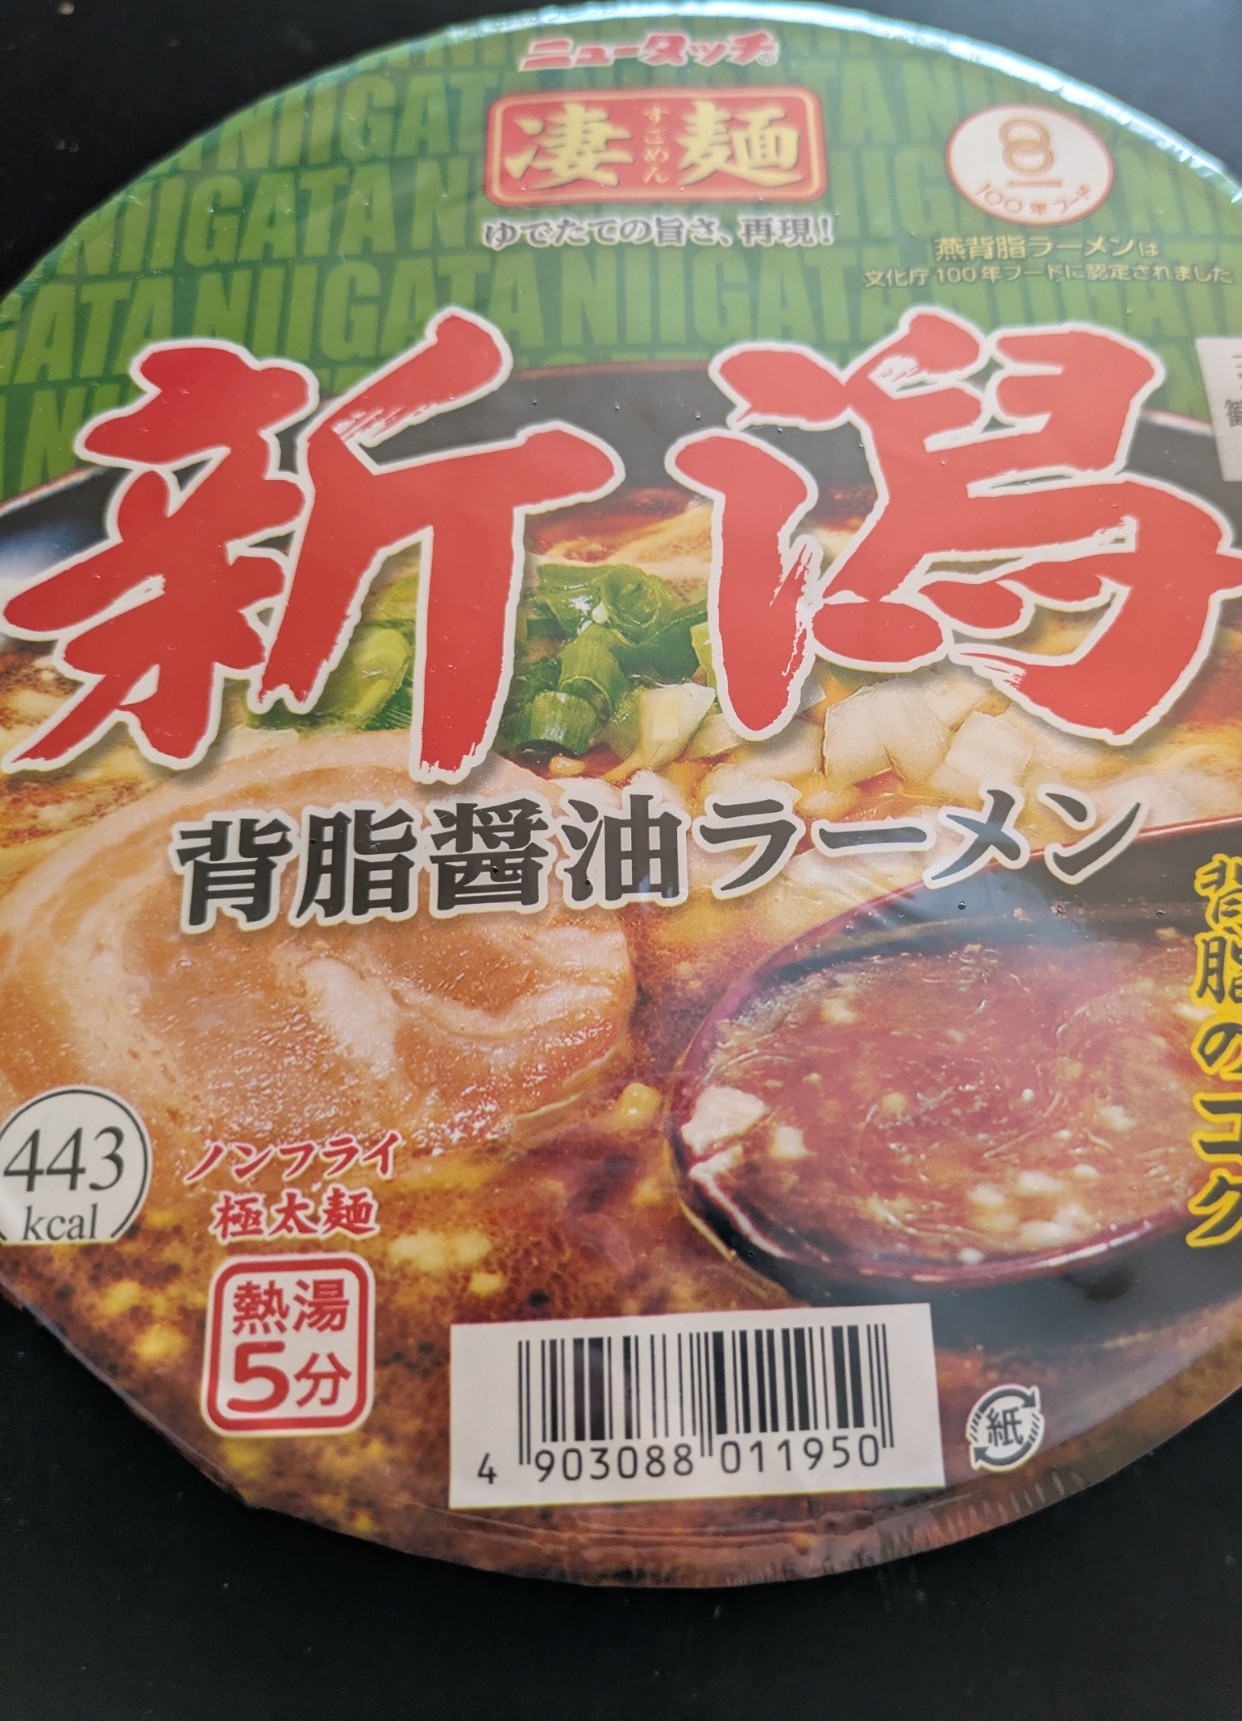 ニュータッチ®
凄麺
すごめん
ゆでたての旨さ、再現!
100年フード
燕背脂ラーメンは
文化庁100年フードに認定されました
NIIGATA NIIGATA NIIGATA
新潟
背脂醤油ラーメン
背脂のコク
443
kcal
ノンフライ
極太麺
熱湯
5分
4 903088 011950
紙